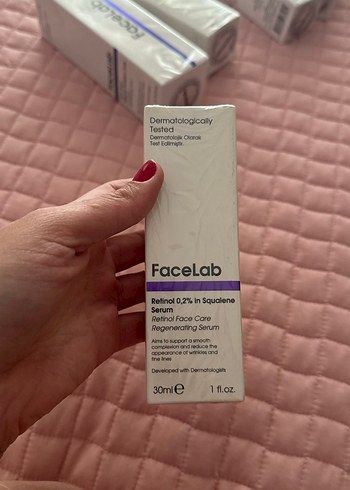 FaceLab
Dermatologically
Tested
Dermatolojik Olarak
Test Edilmiştir.
FaceLab
Retinol 0,2% in Squalene
Serum
Retinol Face Care
Regenerating Serum
Aims to support a smooth
complexion and reduce the
appearance of wrinkles and
fine lines
Developed with Dermatologists
30ml e 1 fl.oz.